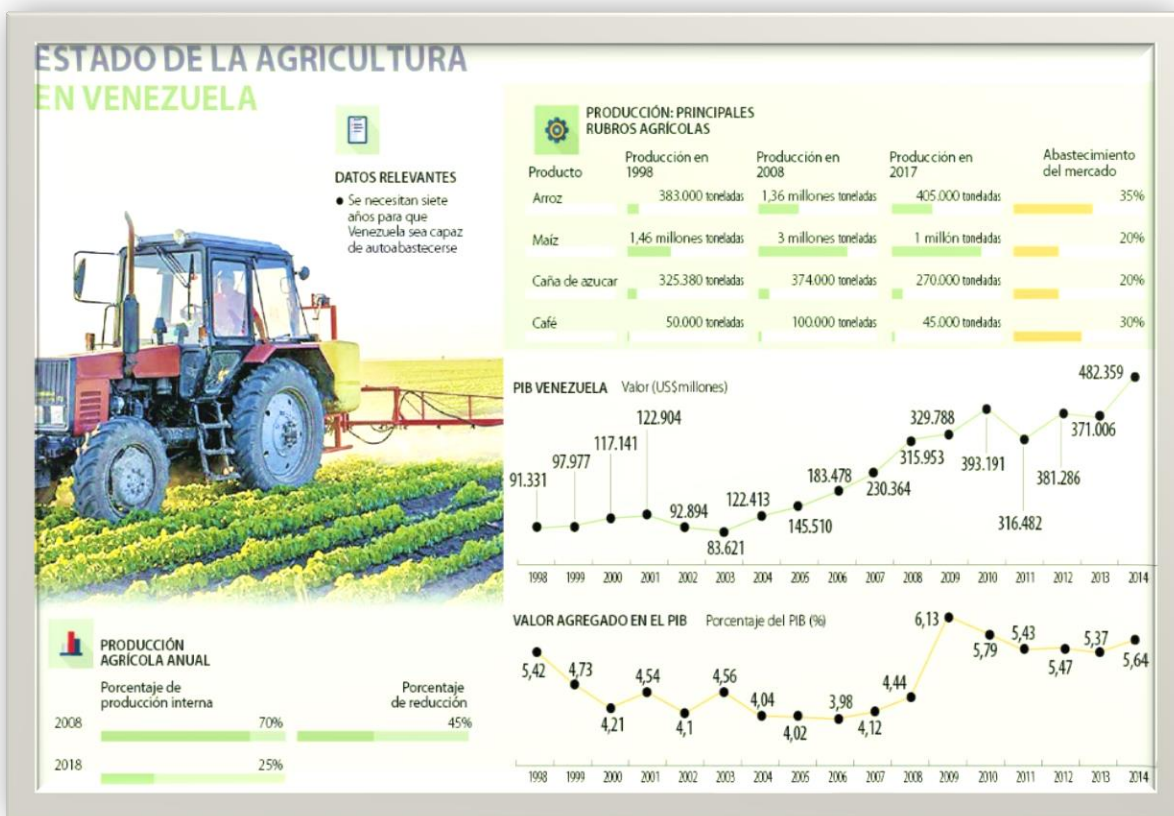 ESTADO DE LA AGRICULTURA
EN VENEZUELA
DATOS RELEVANTES
● Se necesitan siete
años para que
Venezuela sea capaz
de autoabastecerse
PRODUCCIÓN: PRINCIPALES
RUBROS AGRÍCOLAS
Producto Producción en 1998 Producción en 2008 Producción en 2017 Abastecimiento del mercado
Arroz 383.000 toneladas 1,36 millones toneladas 405.000 toneladas 35%
Maíz 1,46 millones toneladas 3 millones toneladas 1 millón toneladas 20%
Caña de azucar 325.380 toneladas 374.000 toneladas 270.000 toneladas 20%
Café 50.000 toneladas 100.000 toneladas 45.000 toneladas 30%
PIB VENEZUELA Valor (US$millones)
91.331 97.977 117.141 122.904 92.894 83.621 122.413 145.510 183.478 230.364 315.953 329.788 393.191 316.482 381.286 371.006 482.359
1998 1999 2000 2001 2002 2003 2004 2005 2006 2007 2008 2009 2010 2011 2012 2013 2014
VALOR AGREGADO EN EL PIB Porcentaje del PIB (%)
5,42 4,73 4,21 4,54 4,1 4,56 4,04 4,02 3,98 4,12 4,44 6,13 5,79 5,43 5,47 5,37 5,64
1998 1999 2000 2001 2002 2003 2004 2005 2006 2007 2008 2009 2010 2011 2012 2013 2014
PRODUCCIÓN
AGRÍCOLA ANUAL
Porcentaje de producción interna Porcentaje de reducción
2008 70% 45%
2018 25%